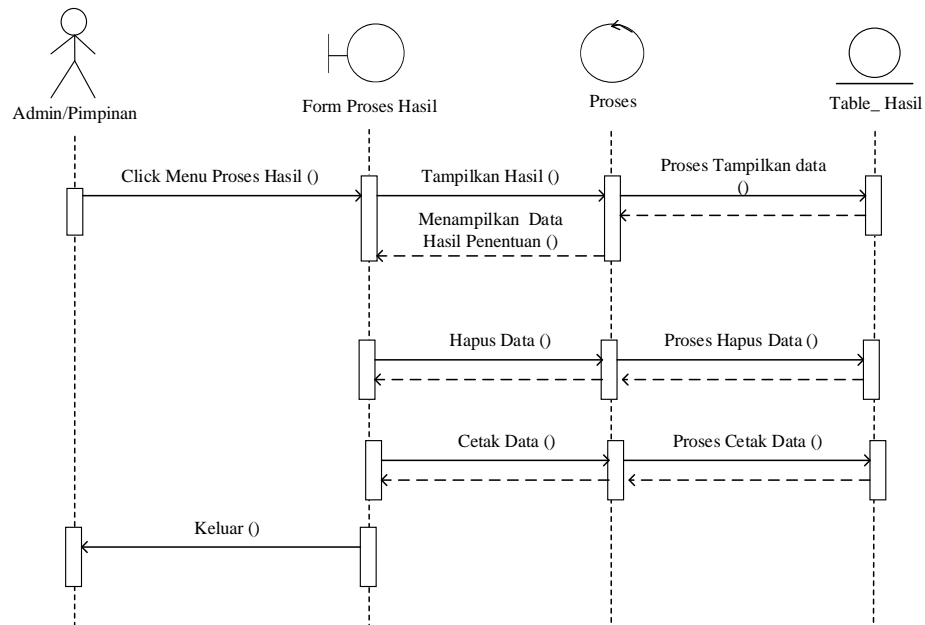 Admin/Pimpinan
Form Proses Hasil
Proses
Table_ Hasil
Click Menu Proses Hasil ()
Tampilkan Hasil ()
Proses Tampilkan data
()
Menampilkan Data
Hasil Penentuan ()
Hapus Data ()
Proses Hapus Data ()
Cetak Data ()
Proses Cetak Data ()
Keluar ()